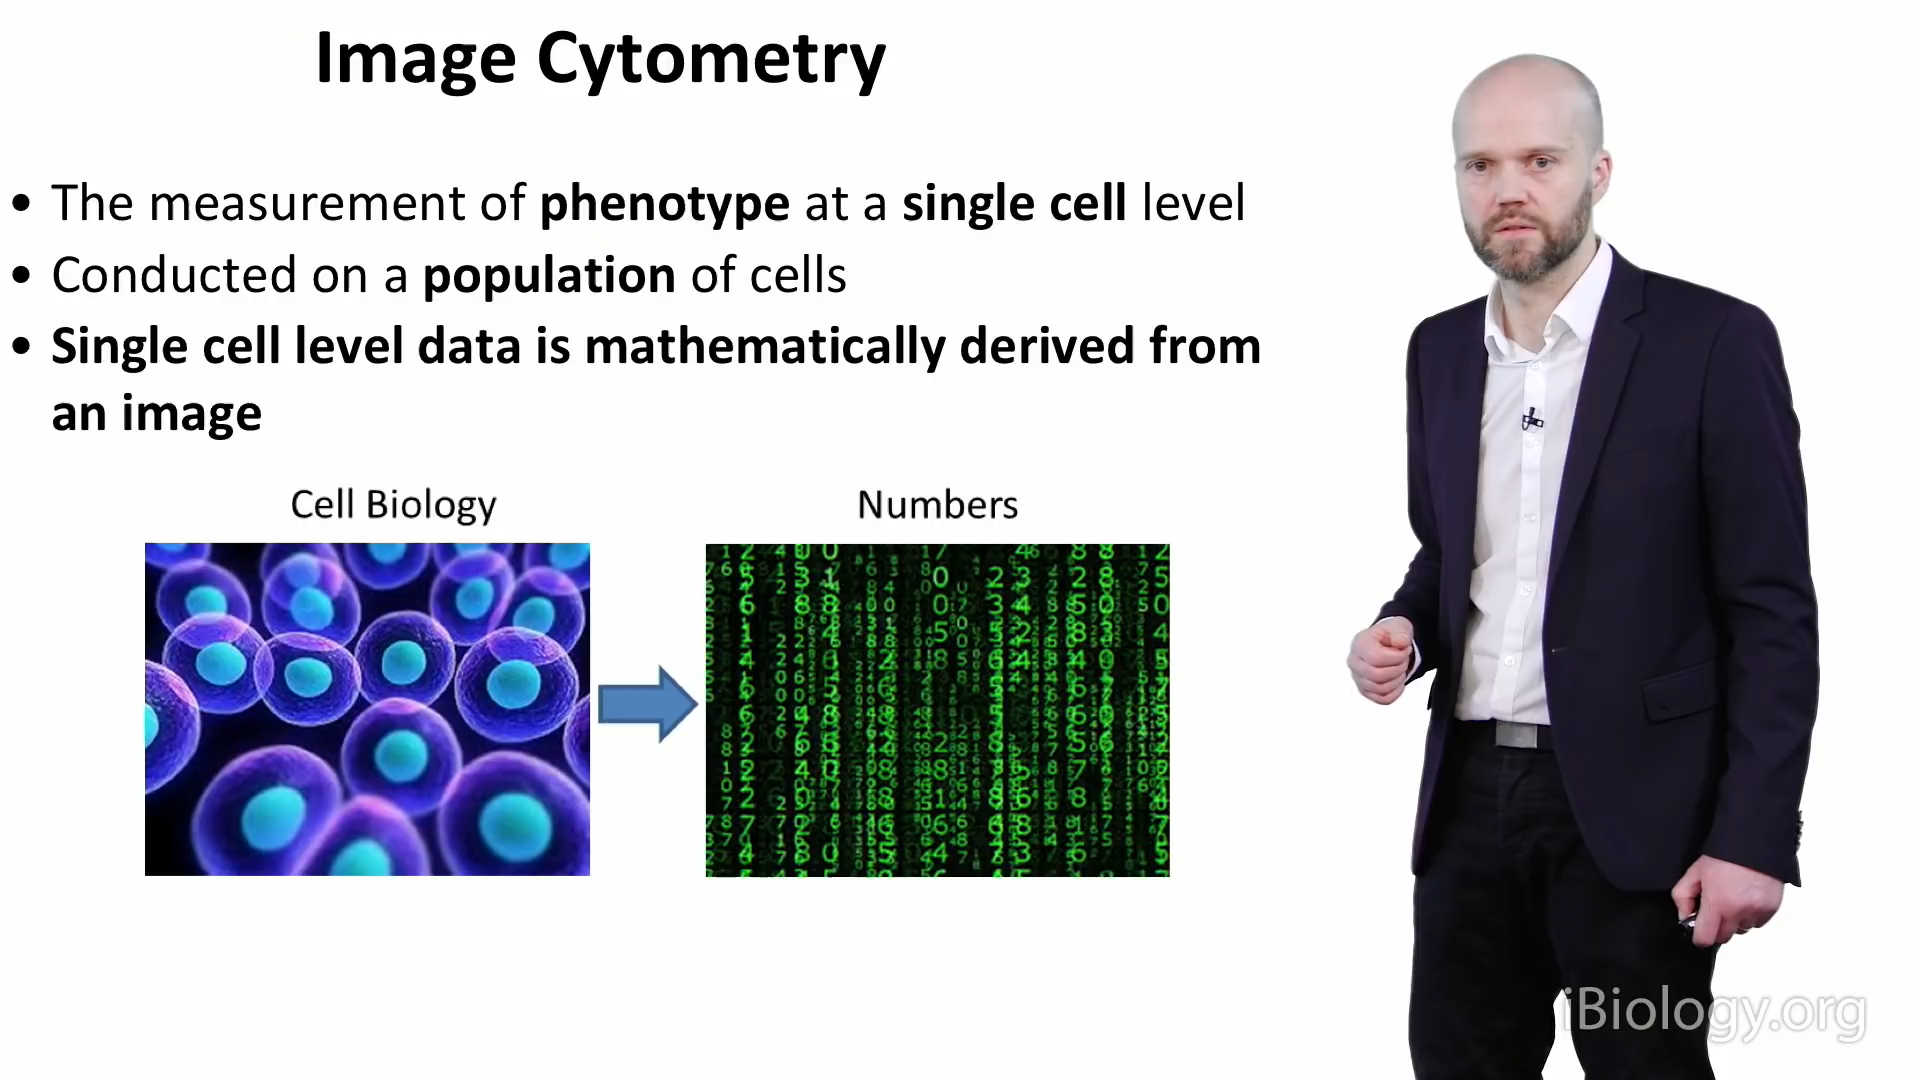 Image Cytometry
• The measurement of phenotype at a single cell level
• Conducted on a population of cells
• Single cell level data is mathematically derived from
an image
Cell Biology
Numbers
iBiology.org